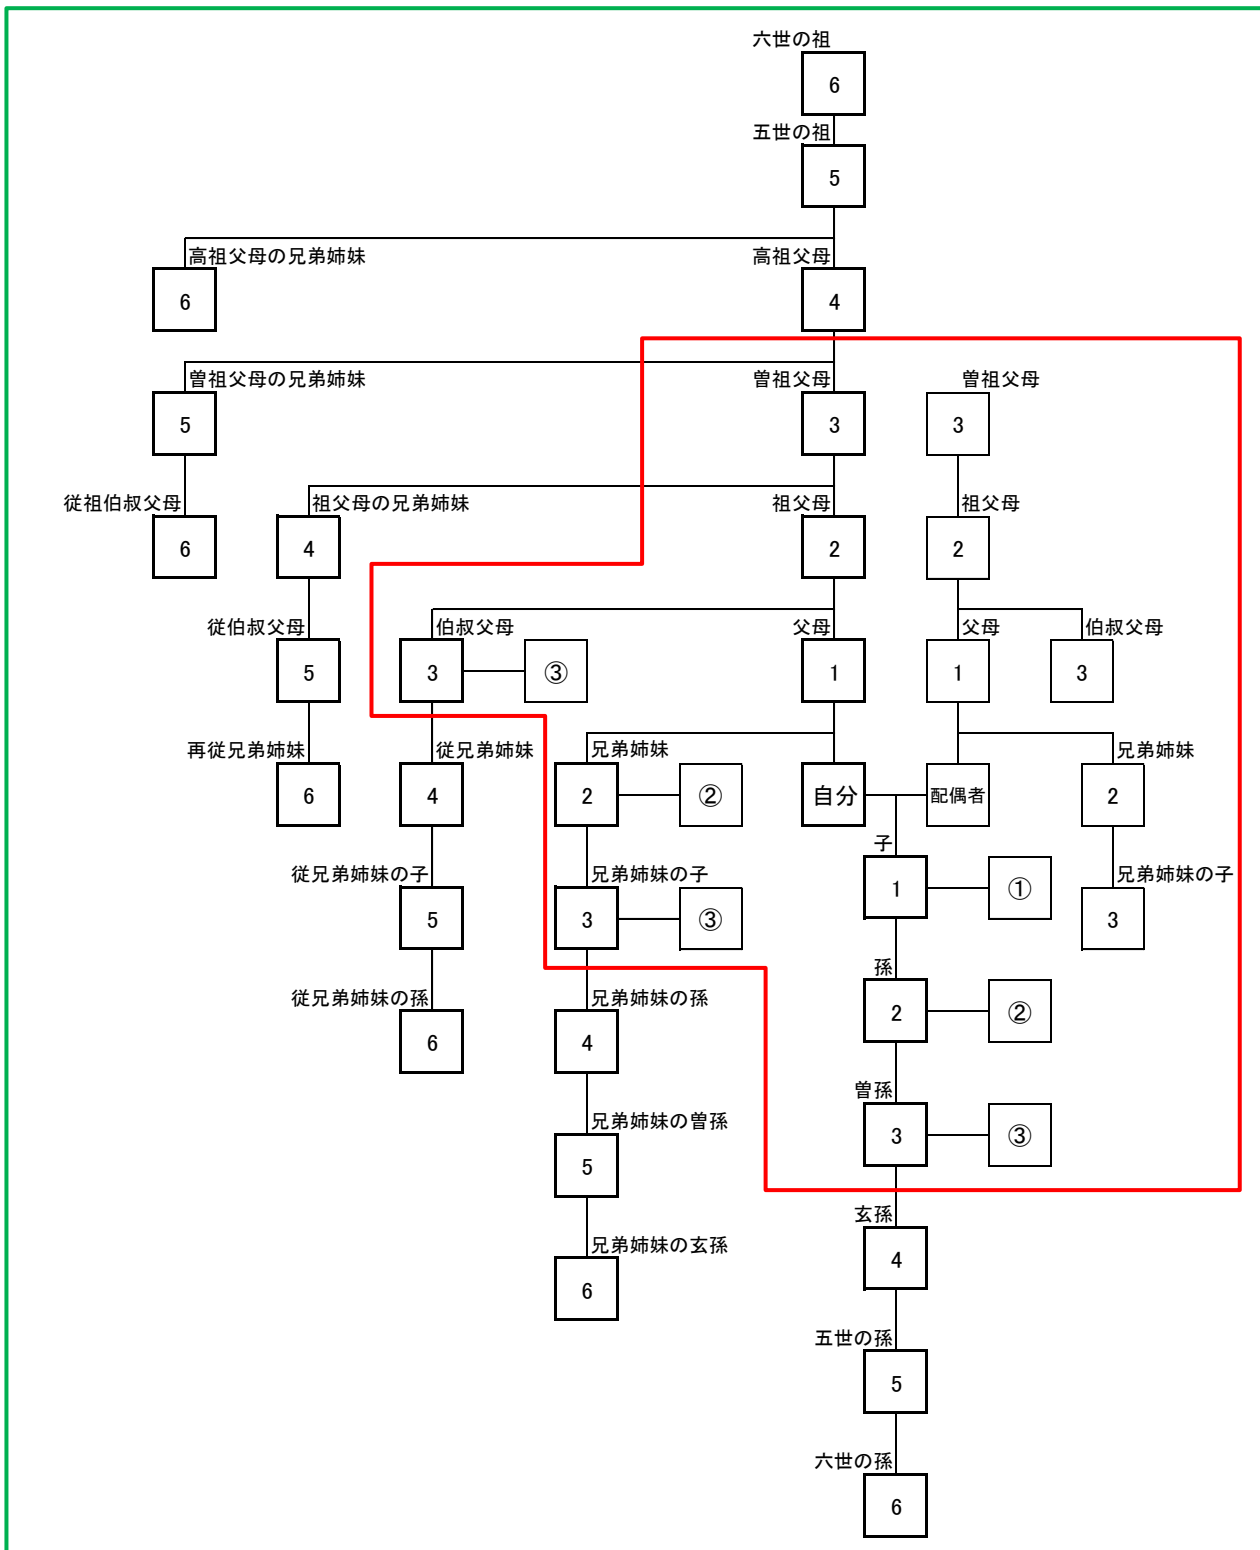 六世の祖
6
五世の祖
5
高祖父母の兄弟姉妹 高祖父母
6 4
曽祖父母の兄弟姉妹 曽祖父母 曽祖父母
5 3 3
従祖伯叔父母 祖父母の兄弟姉妹 祖父母 祖父母
6 4 2 2
従伯叔父母 伯叔父母 父母 父母 伯叔父母
5 3 ③ 1 1 3
再従兄弟姉妹 従兄弟姉妹 兄弟姉妹 兄弟姉妹
6 4 2 ② 自分 配偶者 2
子
従兄弟姉妹の子 兄弟姉妹の子 兄弟姉妹の子
1 ①
5 3 ③ 3
孫
従兄弟姉妹の孫 兄弟姉妹の孫
2 ②
6 4
曽孫
兄弟姉妹の曽孫
3 ③
5
玄孫
兄弟姉妹の玄孫
4
6
五世の孫
5
六世の孫
6